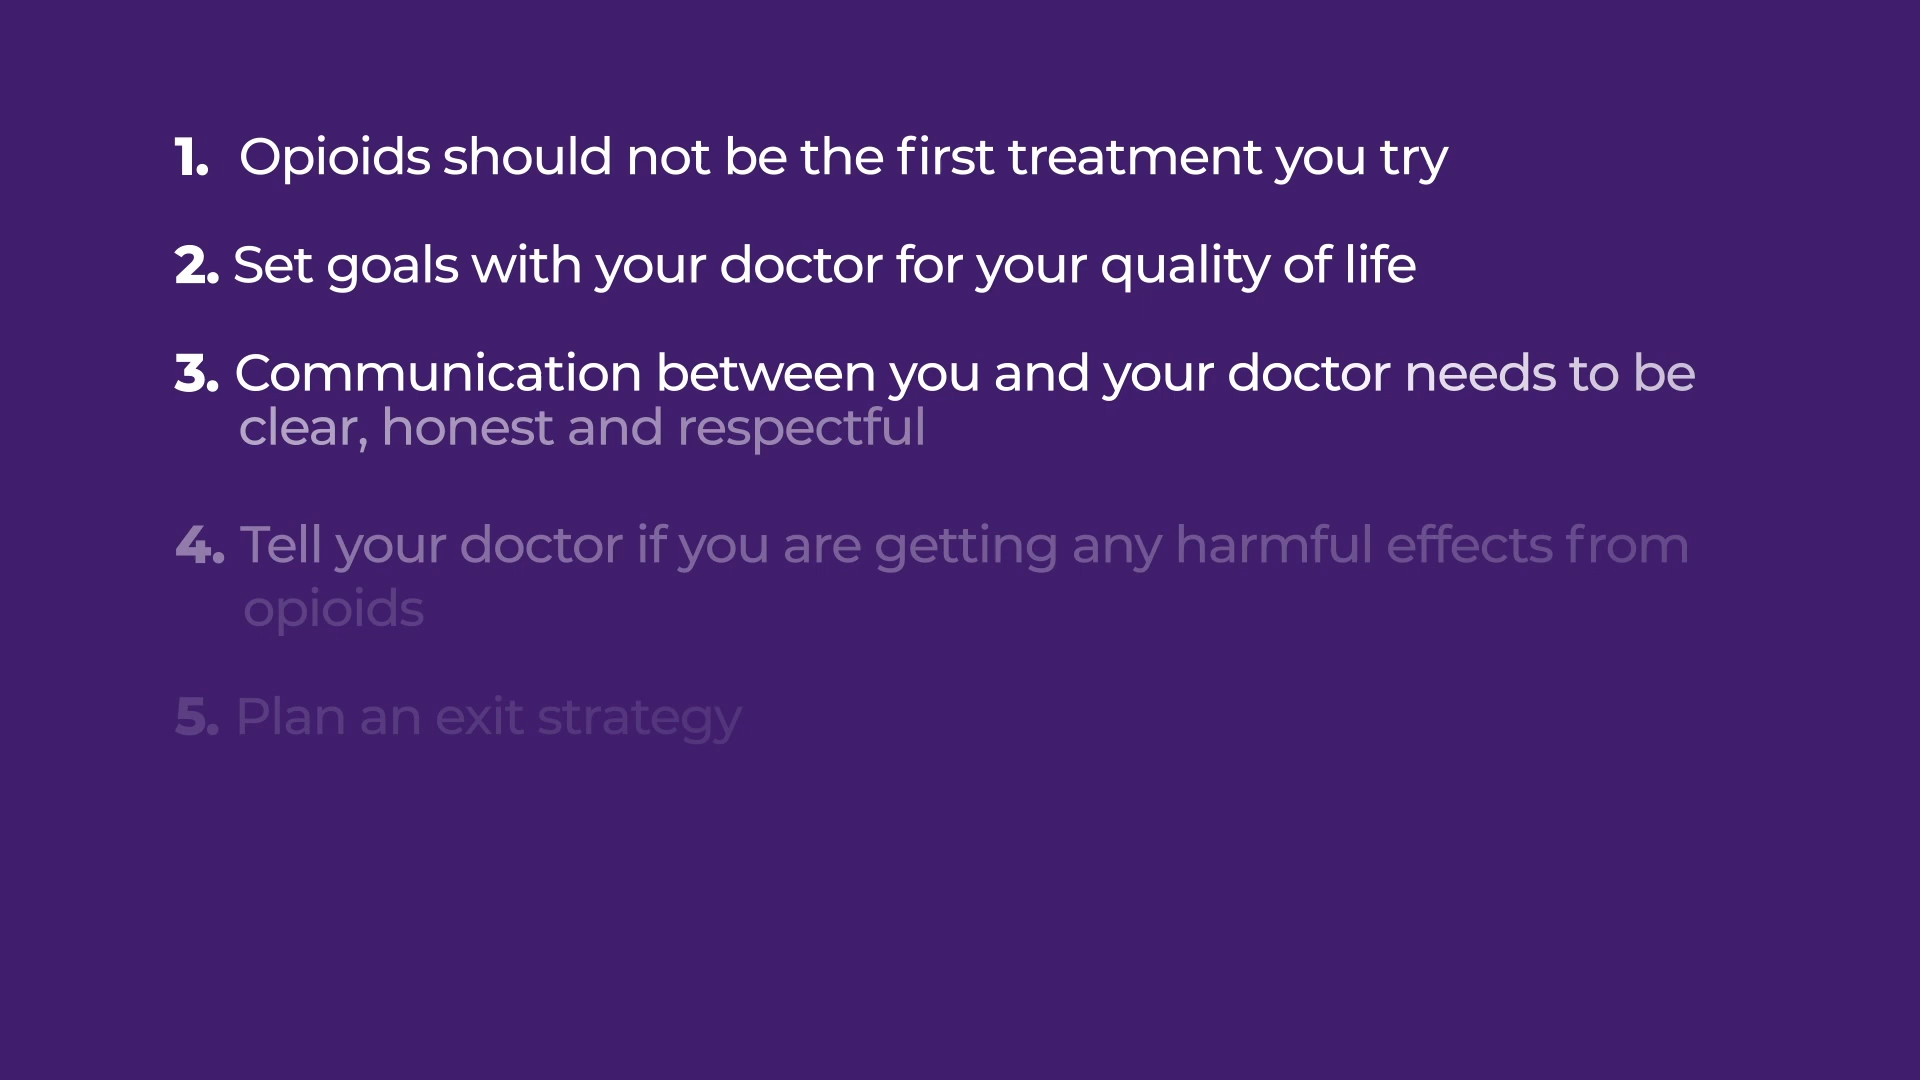 1. Opioids should not be the first treatment you try
2. Set goals with your doctor for your quality of life
3. Communication between you and your doctor needs to be
clear, honest and respectful
4. Tell your doctor if you are getting any harmful effects from
opioids
5. Plan an exit strategy